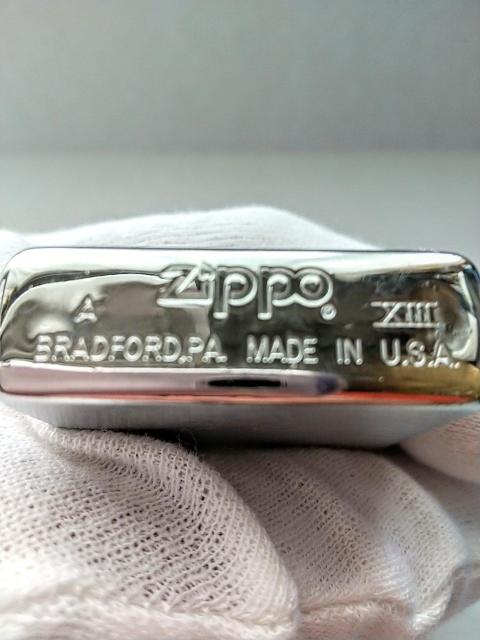 Zippo®
A XIII
BRADFORD,PA. MADE IN U.S.A.